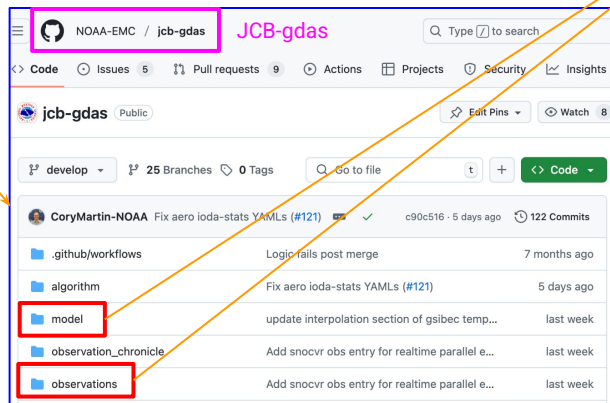 NOAA-EMC / jcb-gdas JCB-gdas Type / to search
<> Code Issues 5 Pull requests 9 Actions Projects Security Insights
jcb-gdas Public Edit Pins Watch 8
develop 25 Branches 0 Tags Go to file t + <> Code
CoryMartin-NOAA Fix aero ioda-stats YAMLs (#121) ... c90c516 · 5 days ago 122 Commits
.github/workflows Logic fails post merge 7 months ago
algorithm Fix aero ioda-stats YAMLs (#121) 5 days ago
model update interpolation section of gsibec temp... last week
observation_chronicle Add snocvr obs entry for realtime parallel e... last week
observations Add snocvr obs entry for realtime parallel e... last week